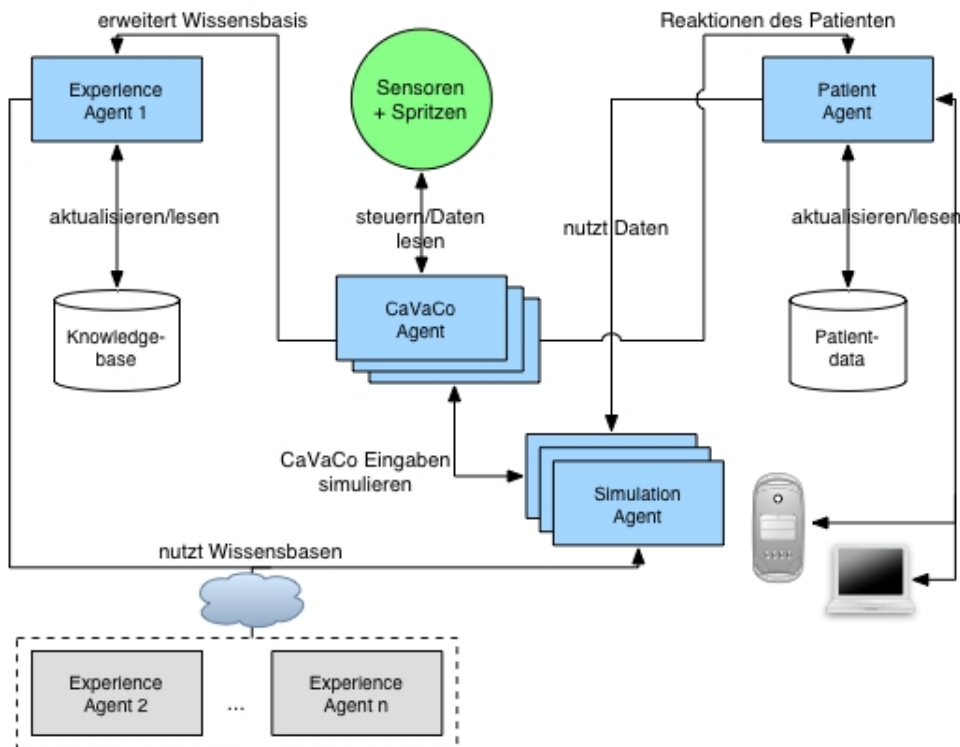 erweitert Wissensbasis
Reaktionen des Patienten
Experience
Agent 1
Sensoren
+ Spritzen
Patient
Agent
aktualisieren/lesen
steuern/Daten
lesen
nutzt Daten
aktualisieren/lesen
Knowledge-
base
CaVaCo
Agent
Patient-
data
CaVaCo Eingaben
simulieren
Simulation
Agent
nutzt Wissensbasen
Experience
Agent 2
...
Experience
Agent n